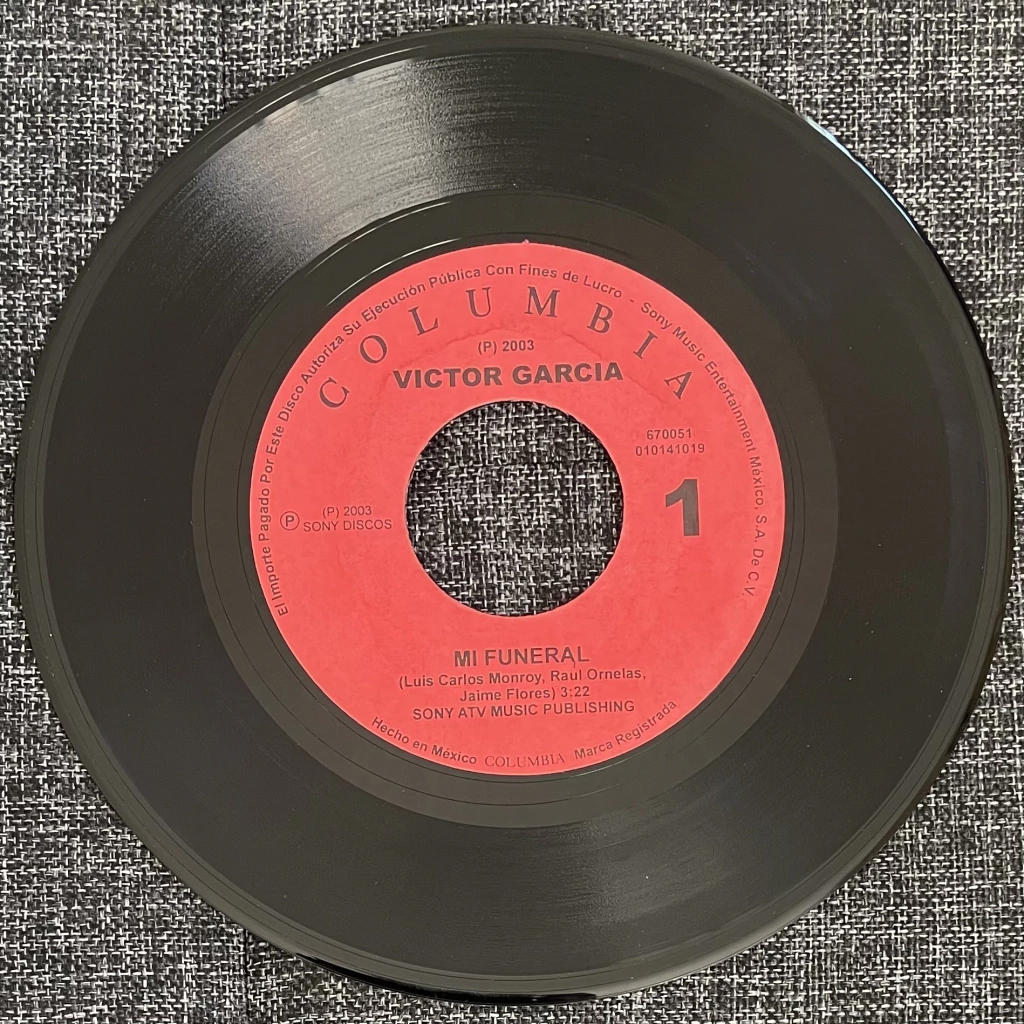 El Importe Pagado Por Este Disco Autoriza Su Ejecución Pública Con Fines de Lucro - Sony Music Entertainment México, S.A. De C.V.
COLUMBIA
(P) 2003
VICTOR GARCIA
670051
010141019
1
P (P) 2003
SONY DISCOS
MI FUNERAL
(Luis Carlos Monroy, Raul Ornelas,
Jaime Flores) 3:22
SONY ATV MUSIC PUBLISHING
Hecho en México COLUMBIA Marca Registrada